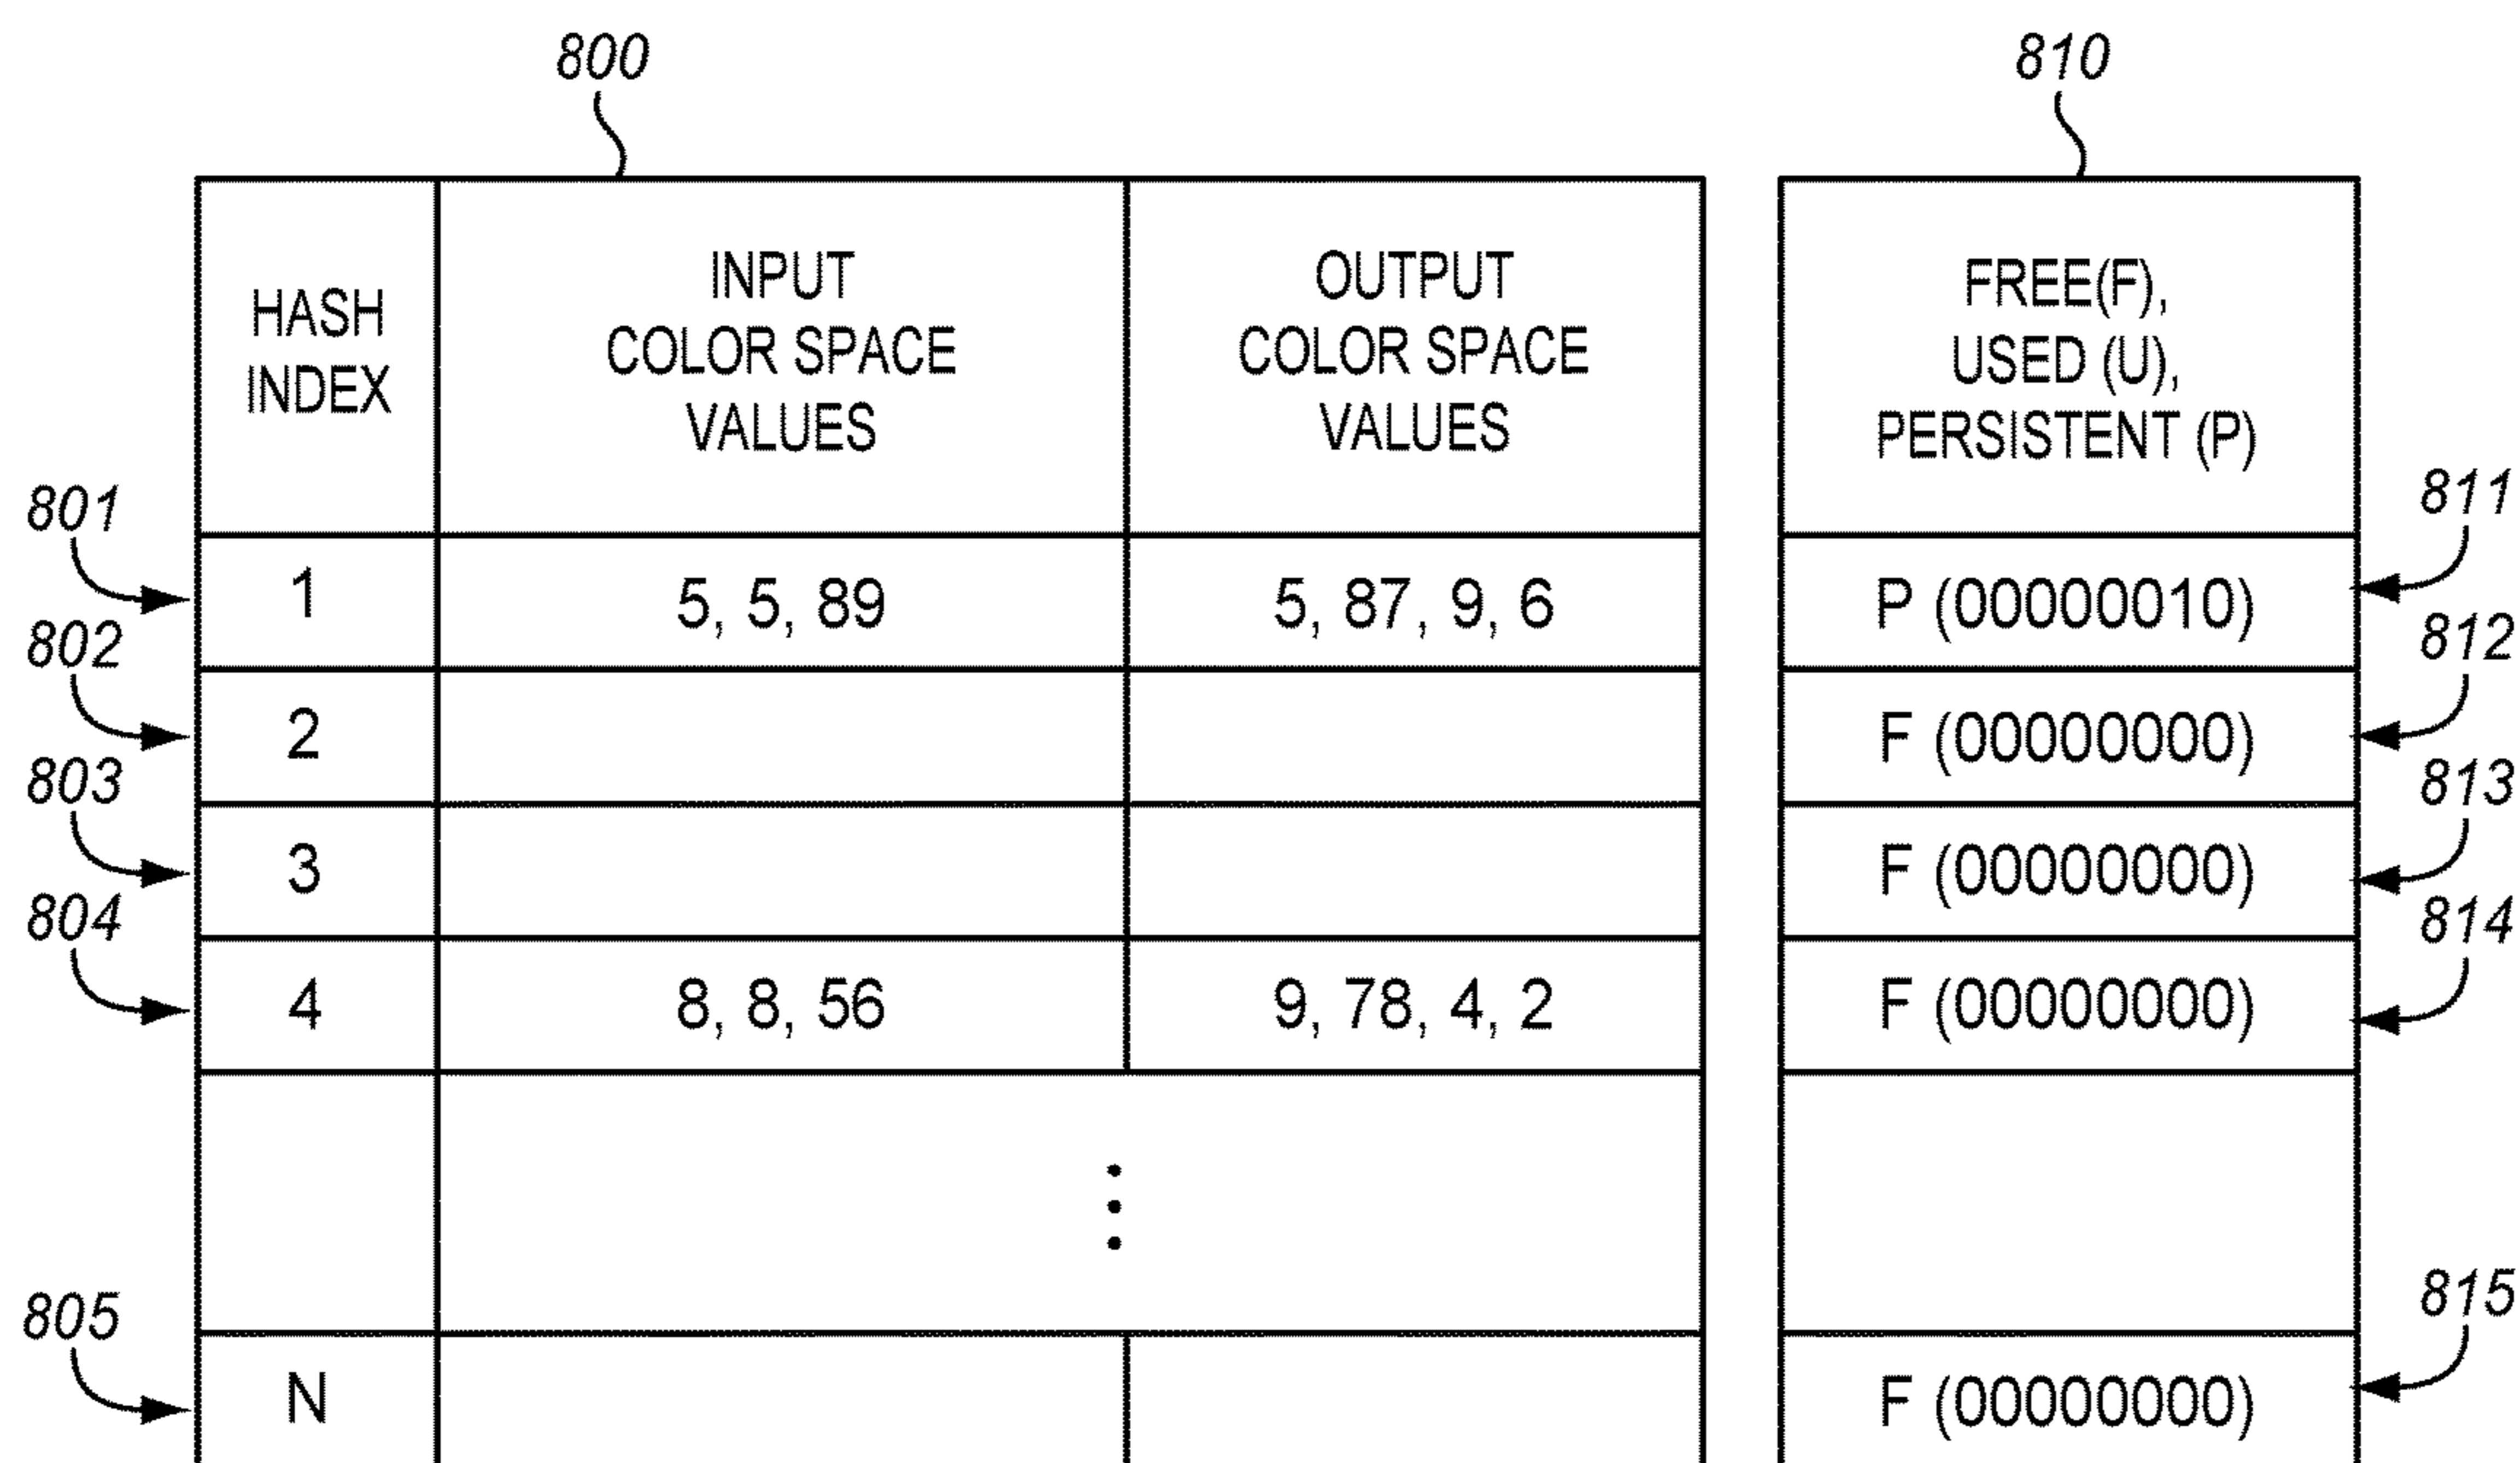 800
810
HASH INDEX
INPUT COLOR SPACE VALUES
OUTPUT COLOR SPACE VALUES
FREE(F), USED (U), PERSISTENT (P)
801
1
5, 5, 89
5, 87, 9, 6
P (00000010)
811
802
2
F (00000000)
812
803
3
F (00000000)
813
804
4
8, 8, 56
9, 78, 4, 2
F (00000000)
814
805
N
F (00000000)
815